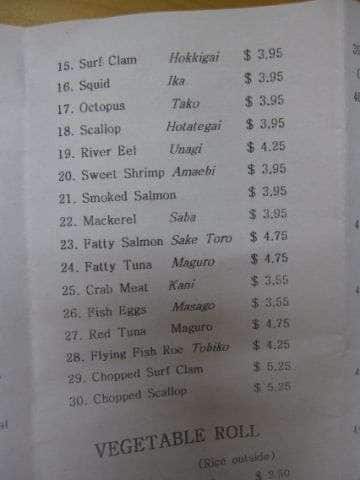 15. Surf Clam Hokkigai $ 3.95
16. Squid Ika $ 3.95
17. Octopus Tako $ 3.95
18. Scallop Hotategai $ 3.95
19. River Eel Unagi $ 4.25
20. Sweet Shrimp Amaebi $ 3.95
21. Smoked Salmon $ 3.95
22. Mackerel Saba $ 3.95
23. Fatty Salmon Sake Toro $ 4.75
24. Fatty Tuna Maguro $ 4.75
25. Crab Meat Kani $ 3.55
26. Fish Eggs Masago $ 3.55
27. Red Tuna Maguro $ 4.75
28. Flying Fish Roe Tobiko $ 4.25
29. Chopped Surf Clam $ 5.25
30. Chopped Scallop $ 5.25
VEGETABLE ROLL
(Rice outside)
$ 3.50